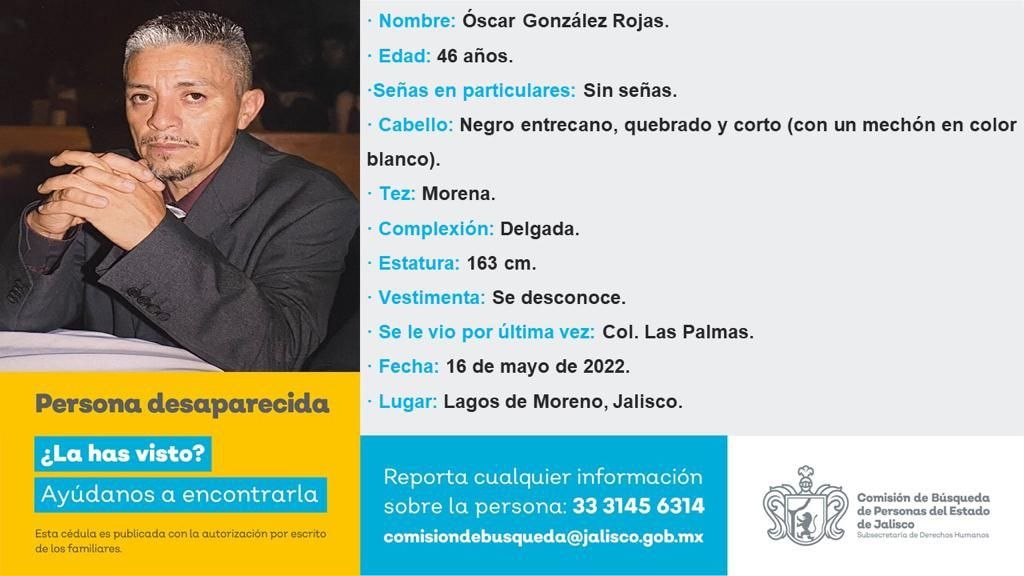 · Nombre: Óscar González Rojas.
· Edad: 46 años.
·Señas en particulares: Sin señas.
· Cabello: Negro entrecano, quebrado y corto (con un mechón en color
blanco).
· Tez: Morena.
· Complexión: Delgada.
· Estatura: 163 cm.
· Vestimenta: Se desconoce.
· Se le vio por última vez: Col. Las Palmas.
· Fecha: 16 de mayo de 2022.
· Lugar: Lagos de Moreno, Jalisco.
Persona desaparecida
¿La has visto?
Ayúdanos a encontrarla
Esta cédula es publicada con la autorización por escrito
de los familiares.
Reporta cualquier información
sobre la persona: 33 3145 6314
comisiondebusqueda@jalisco.gob.mx
Comisión de Búsqueda
de Personas del Estado
de Jalisco
Subsecretaría de Derechos Humanos